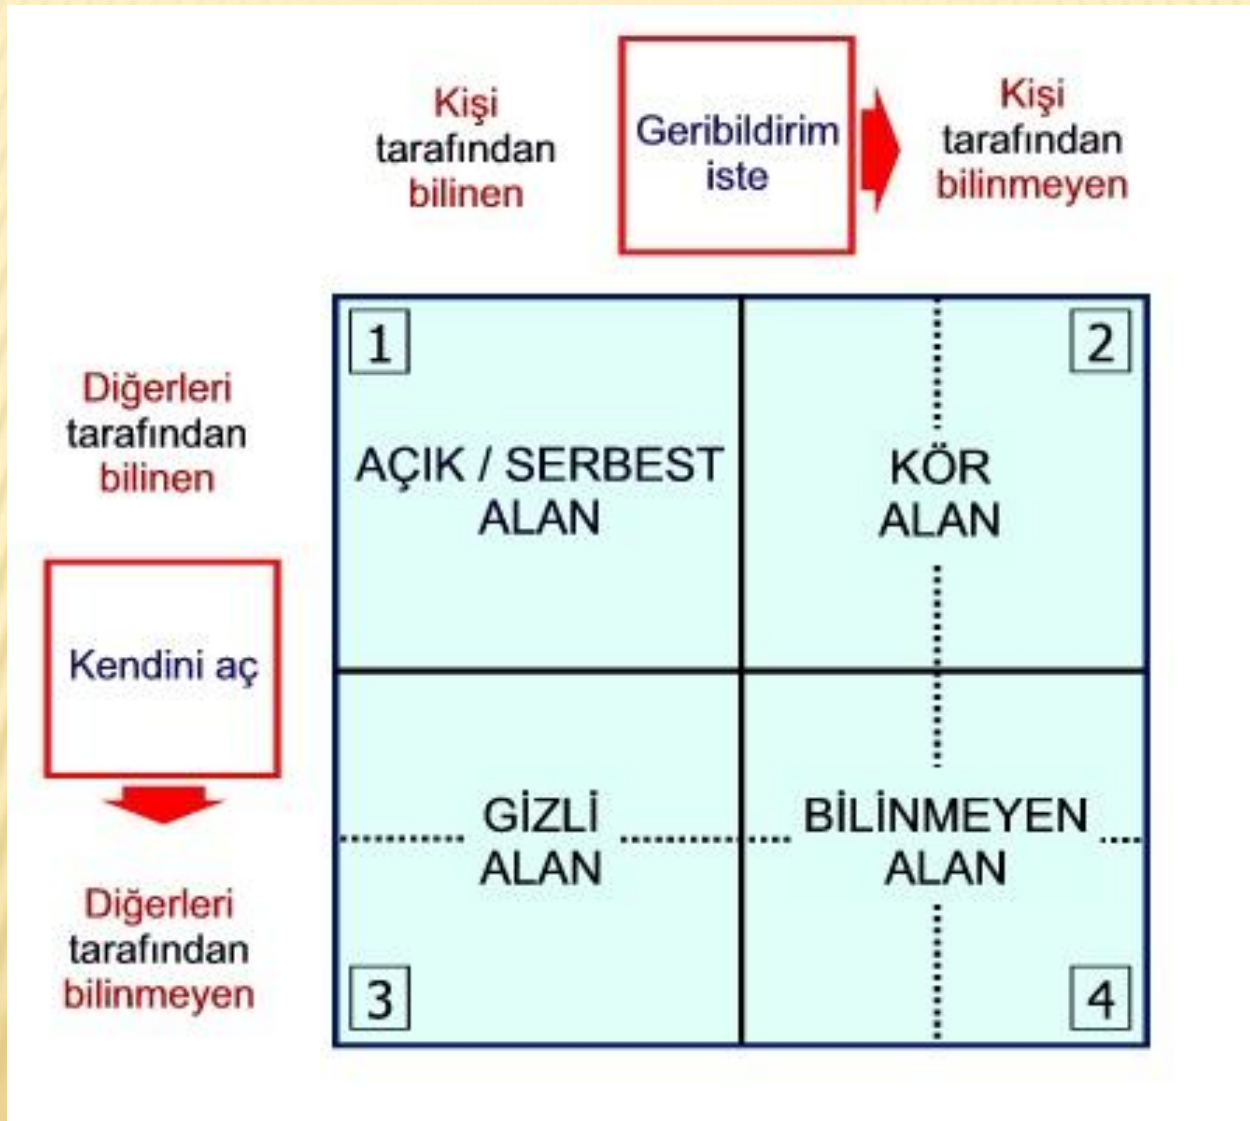 Kişi
tarafından
bilinen
Geribildirim
iste
Kişi
tarafından
bilinmeyen
Diğerleri
tarafından
bilinen
1
AÇIK / SERBEST
ALAN
2
KÖR
ALAN
Kendini aç
Diğerleri
tarafından
bilinmeyen
GİZLİ
ALAN
3
BİLİNMEYEN
ALAN
4